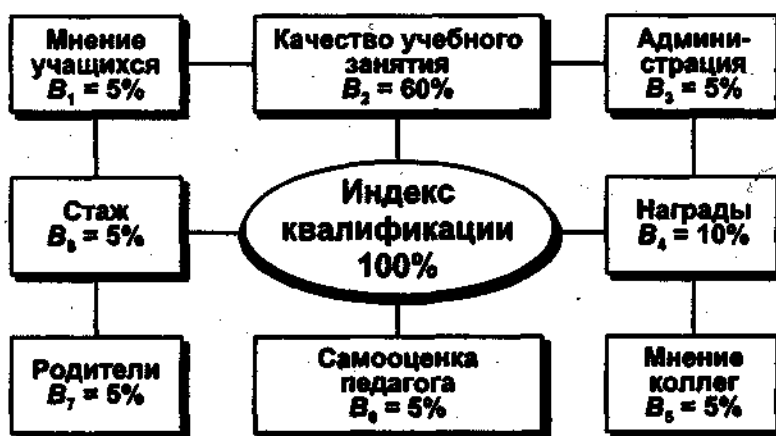 Мнение
учащихся
B₁ = 5%
Качество учебного
занятия
B₂ = 60%
Админи-
страция
B₃ = 5%
Стаж
B₈ = 5%
Индекс
квалификации
100%
Награды
B₄ = 10%
Родители
B₇ = 5%
Самооценка
педагога
B₆ = 5%
Мнение
коллег
B₅ = 5%